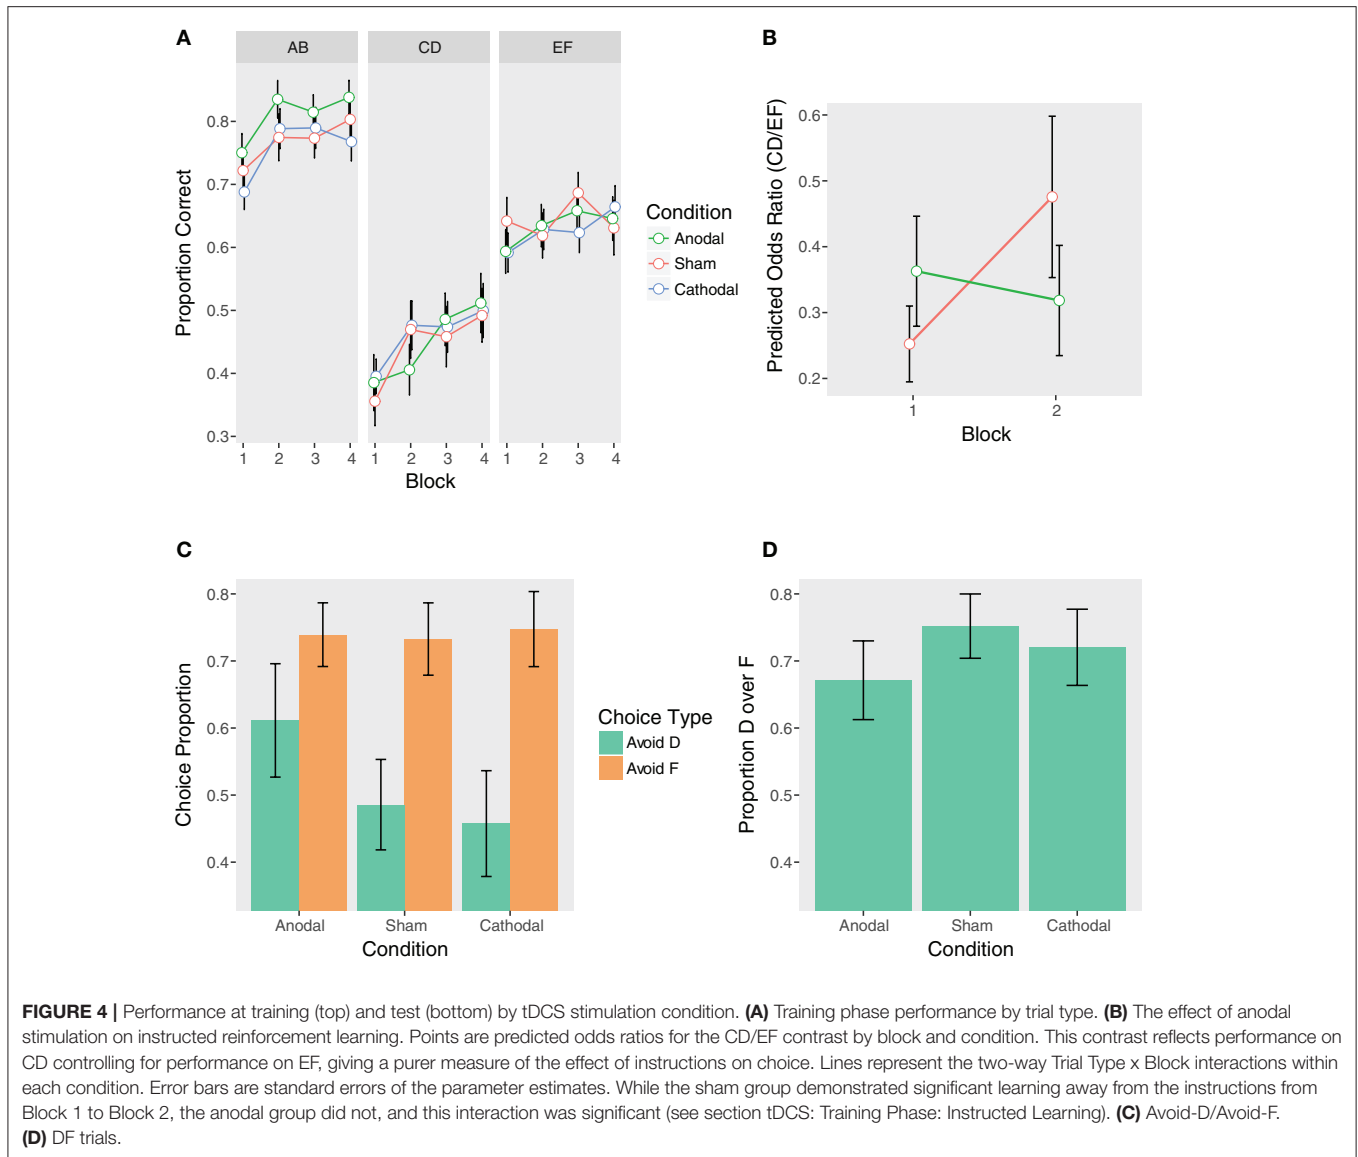 A
AB
CD
EF
0.8
0.7
0.6
0.5
0.4
0.3
Proportion Correct
1 2 3 4
1 2 3 4
1 2 3 4
Block
Condition
Anodal
Sham
Cathodal
B
0.6
0.5
0.4
0.3
0.2
Predicted Odds Ratio (CD/EF)
1 2
Block
C
0.8
0.7
0.6
0.5
0.4
Choice Proportion
Anodal Sham Cathodal
Condition
Choice Type
Avoid D
Avoid F
D
0.8
0.7
0.6
0.5
0.4
Proportion D over F
Anodal Sham Cathodal
Condition
FIGURE 4 | Performance at training (top) and test (bottom) by tDCS stimulation condition. (A) Training phase performance by trial type. (B) The effect of anodal
stimulation on instructed reinforcement learning. Points are predicted odds ratios for the CD/EF contrast by block and condition. This contrast reflects performance on
CD controlling for performance on EF, giving a purer measure of the effect of instructions on choice. Lines represent the two-way Trial Type x Block interactions within
each condition. Error bars are standard errors of the parameter estimates. While the sham group demonstrated significant learning away from the instructions from
Block 1 to Block 2, the anodal group did not, and this interaction was significant (see section tDCS: Training Phase: Instructed Learning). (C) Avoid-D/Avoid-F.
(D) DF trials.